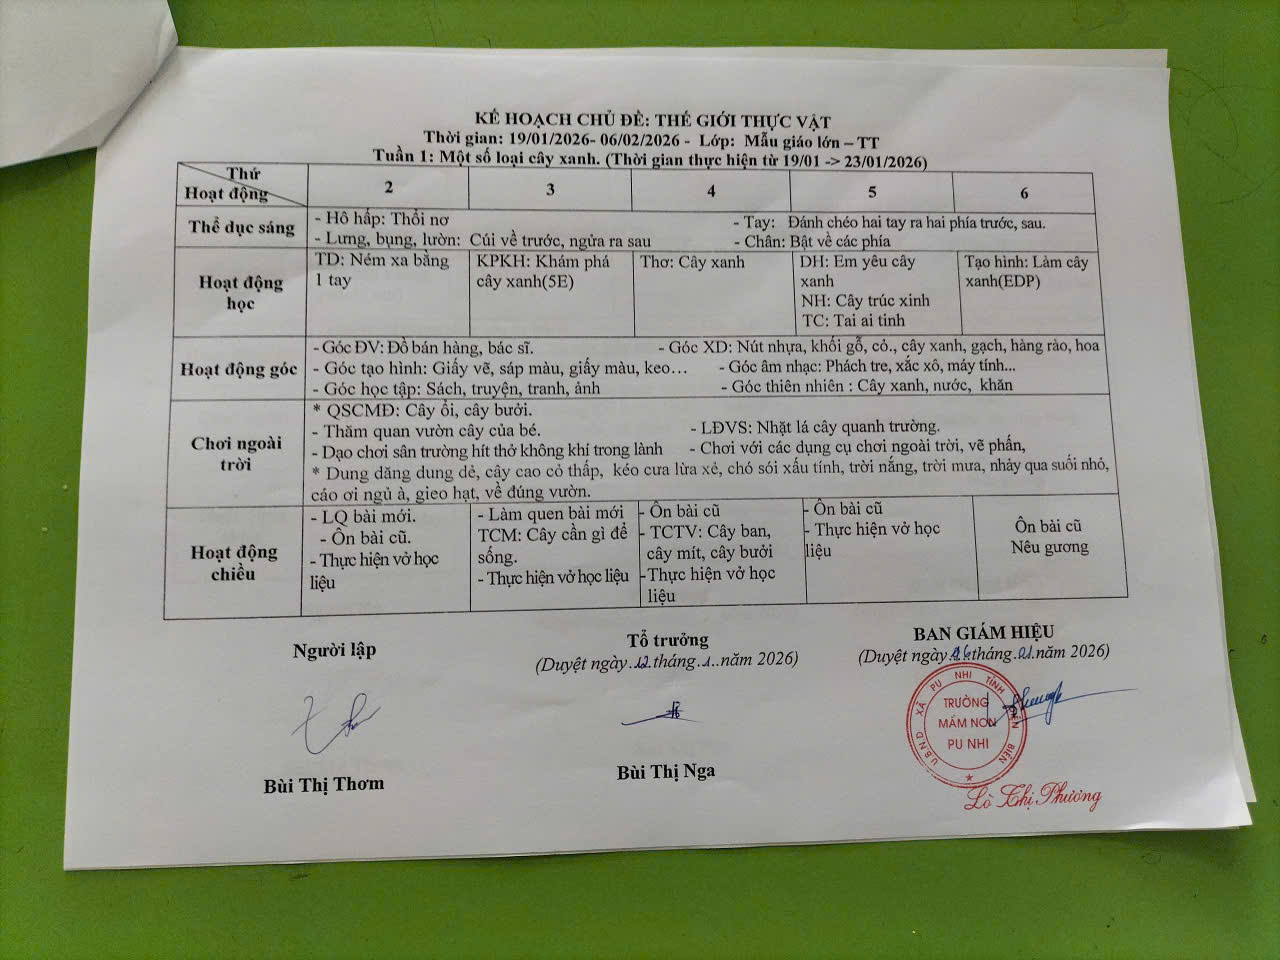 KẾ HOẠCH CHỦ ĐỀ: THẾ GIỚI THỰC VẬT
Thời gian: 19/01/2026- 06/02/2026 - Lớp: Mẫu giáo lớn – TT
Tuần 1: Một số loại cây xanh. (Thời gian thực hiện từ 19/01 -> 23/01/2026)
Thứ
Hoạt động
2
3
4
5
6
Thể dục sáng
- Hô hấp: Thổi nơ
- Tay: Đánh chéo hai tay ra hai phía trước, sau.
- Lưng, bụng, lườn: Cúi về trước, ngửa ra sau
- Chân: Bật về các phía
Hoạt động
học
TD: Ném xa bằng
1 tay
KPKH: Khám phá
cây xanh(5E)
Thơ: Cây xanh
DH: Em yêu cây
xanh
NH: Cây trúc xinh
TC: Tai ai tinh
Tạo hình: Làm cây
xanh(EDP)
Hoạt động góc
- Góc ĐV: Đồ bán hàng, bác sĩ.
- Góc XD: Nút nhựa, khối gỗ, cỏ., cây xanh, gạch, hàng rào, hoa
- Góc tạo hình: Giấy vẽ, sáp màu, giấy màu, keo…
- Góc âm nhạc: Phách tre, xắc xô, máy tính...
- Góc học tập: Sách, truyện, tranh, ảnh
- Góc thiên nhiên : Cây xanh, nước, khăn
Chơi ngoài
trời
* QSCMĐ: Cây ổi, cây bưởi.
- Thăm quan vườn cây của bé.
- LĐVS: Nhặt lá cây quanh trường.
- Dạo chơi sân trường hít thở không khí trong lành
- Chơi với các dụng cụ chơi ngoài trời, vẽ phấn,
* Dung dăng dung dẻ, cây cao cỏ thấp, kéo cưa lừa xẻ, chó sói xấu tính, trời nắng, trời mưa, nhảy qua suối nhỏ,
cáo ơi ngủ à, gieo hạt, về đúng vườn.
Hoạt động
chiều
- LQ bài mới.
- Ôn bài cũ.
- Thực hiện vở học
liệu
- Làm quen bài mới
TCM: Cây cần gì để
sống.
- Thực hiện vở học liệu
- Ôn bài cũ
- TCTV: Cây ban,
cây mít, cây bưởi
-Thực hiện vở học
liệu
- Ôn bài cũ
- Thực hiện vở học
liệu
Ôn bài cũ
Nêu gương
Người lập
Tổ trưởng
(Duyệt ngày..12.tháng..1..năm 2026)
BAN GIÁM HIỆU
(Duyệt ngày tháng.01.năm 2026)
UBND XÃ PU NHI TỈNH ĐIỆN BIÊN
TRƯỜNG
MẦM NON
PU NHI
Bùi Thị Thơm
Bùi Thị Nga
Lò Thị Phương